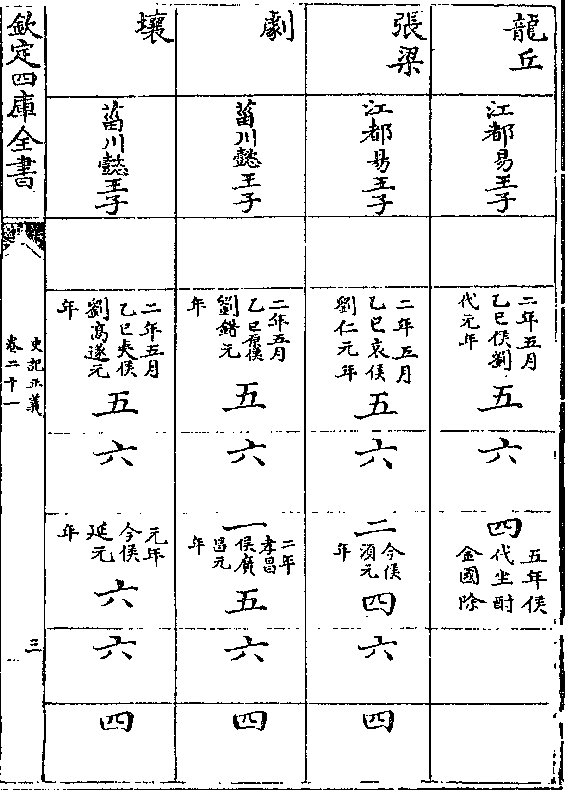 龍丘
江都易王子
二年五月
乙巳侯劉
代元年
五
六
四
五年侯
代坐酎
金國除
張梁
江都易王子
二年五月
乙巳哀侯
劉仁元年
五
六
二
今侯
湏元
年
四
六
四
劇
菑川懿王子
二年五月
乙巳原侯
劉錯元
年
五
六
一
二年
孝昌
侯廣
昌元
年
五
六
四
壤
菑川懿王子
二年五月
乙巳夷侯
劉高遂元
年
五
六
元年
今侯
延元
年
六
六
四
欽定四庫全書
史記正義
卷二十一
三